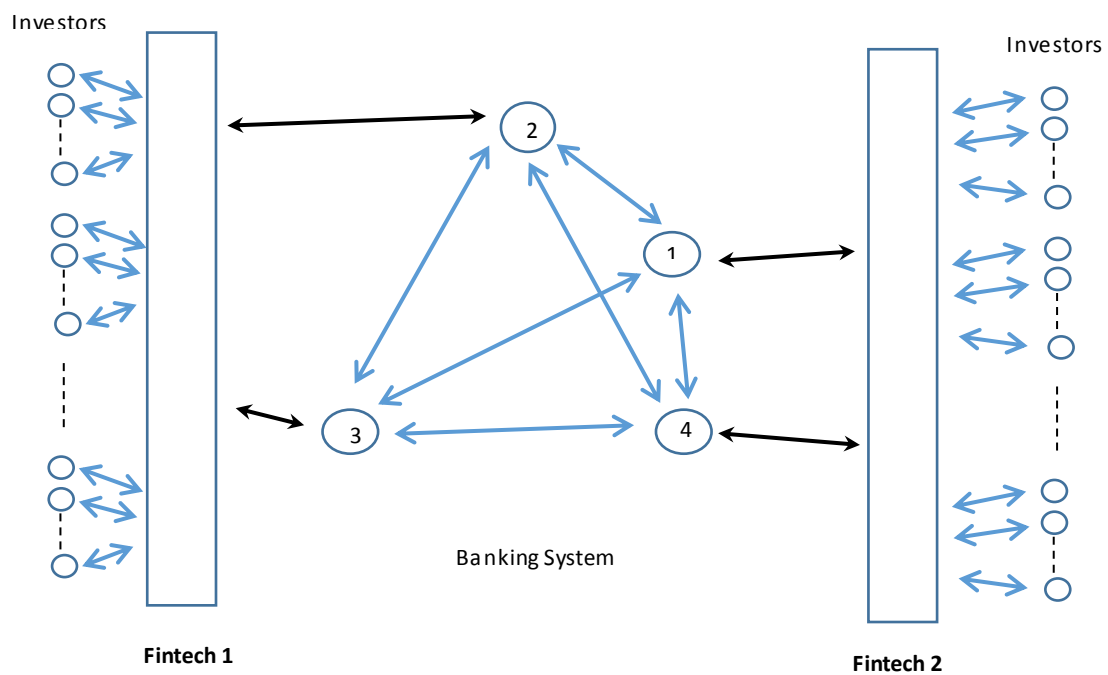 Investors
Investors
2
1
3
4
Banking System
Fintech 1
Fintech 2